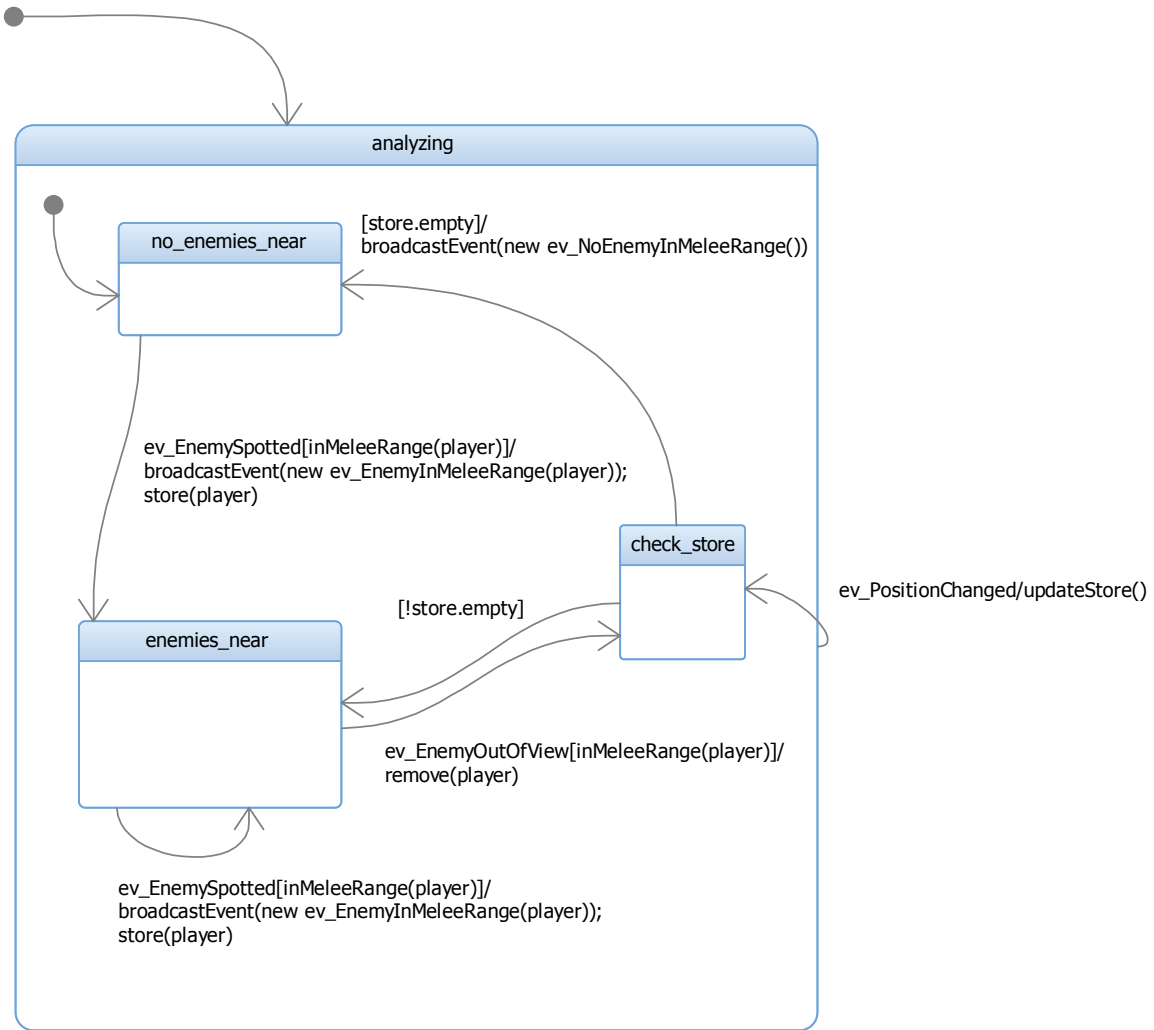 analyzing
no_enemies_near
[store.empty]/
broadcastEvent(new ev_NoEnemyInMeleeRange())
ev_EnemySpotted[inMeleeRange(player)]/
broadcastEvent(new ev_EnemyInMeleeRange(player));
store(player)
check_store
ev_PositionChanged/updateStore()
[!store.empty]
enemies_near
ev_EnemyOutOfView[inMeleeRange(player)]/
remove(player)
ev_EnemySpotted[inMeleeRange(player)]/
broadcastEvent(new ev_EnemyInMeleeRange(player));
store(player)